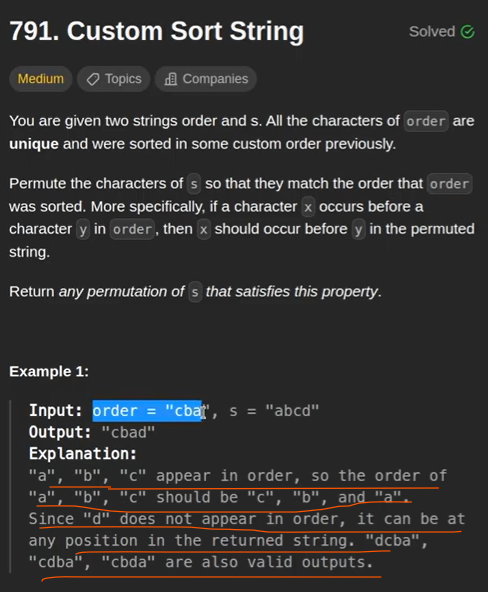 791. Custom Sort String
Solved
Medium
Topics
Companies
You are given two strings order and s. All the characters of order are
unique and were sorted in some custom order previously.
Permute the characters of s so that they match the order that order
was sorted. More specifically, if a character x occurs before a
character y in order, then x should occur before y in the permuted
string.
Return any permutation of s that satisfies this property.
Example 1:
Input: order = "cba", s = "abcd"
Output: "cbad"
Explanation:
"a", "b", "c" appear in order, so the order of
"a", "b", "c" should be "c", "b", and "a".
Since "d" does not appear in order, it can be at
any position in the returned string. "dcba",
"cdba", "cbda" are also valid outputs.